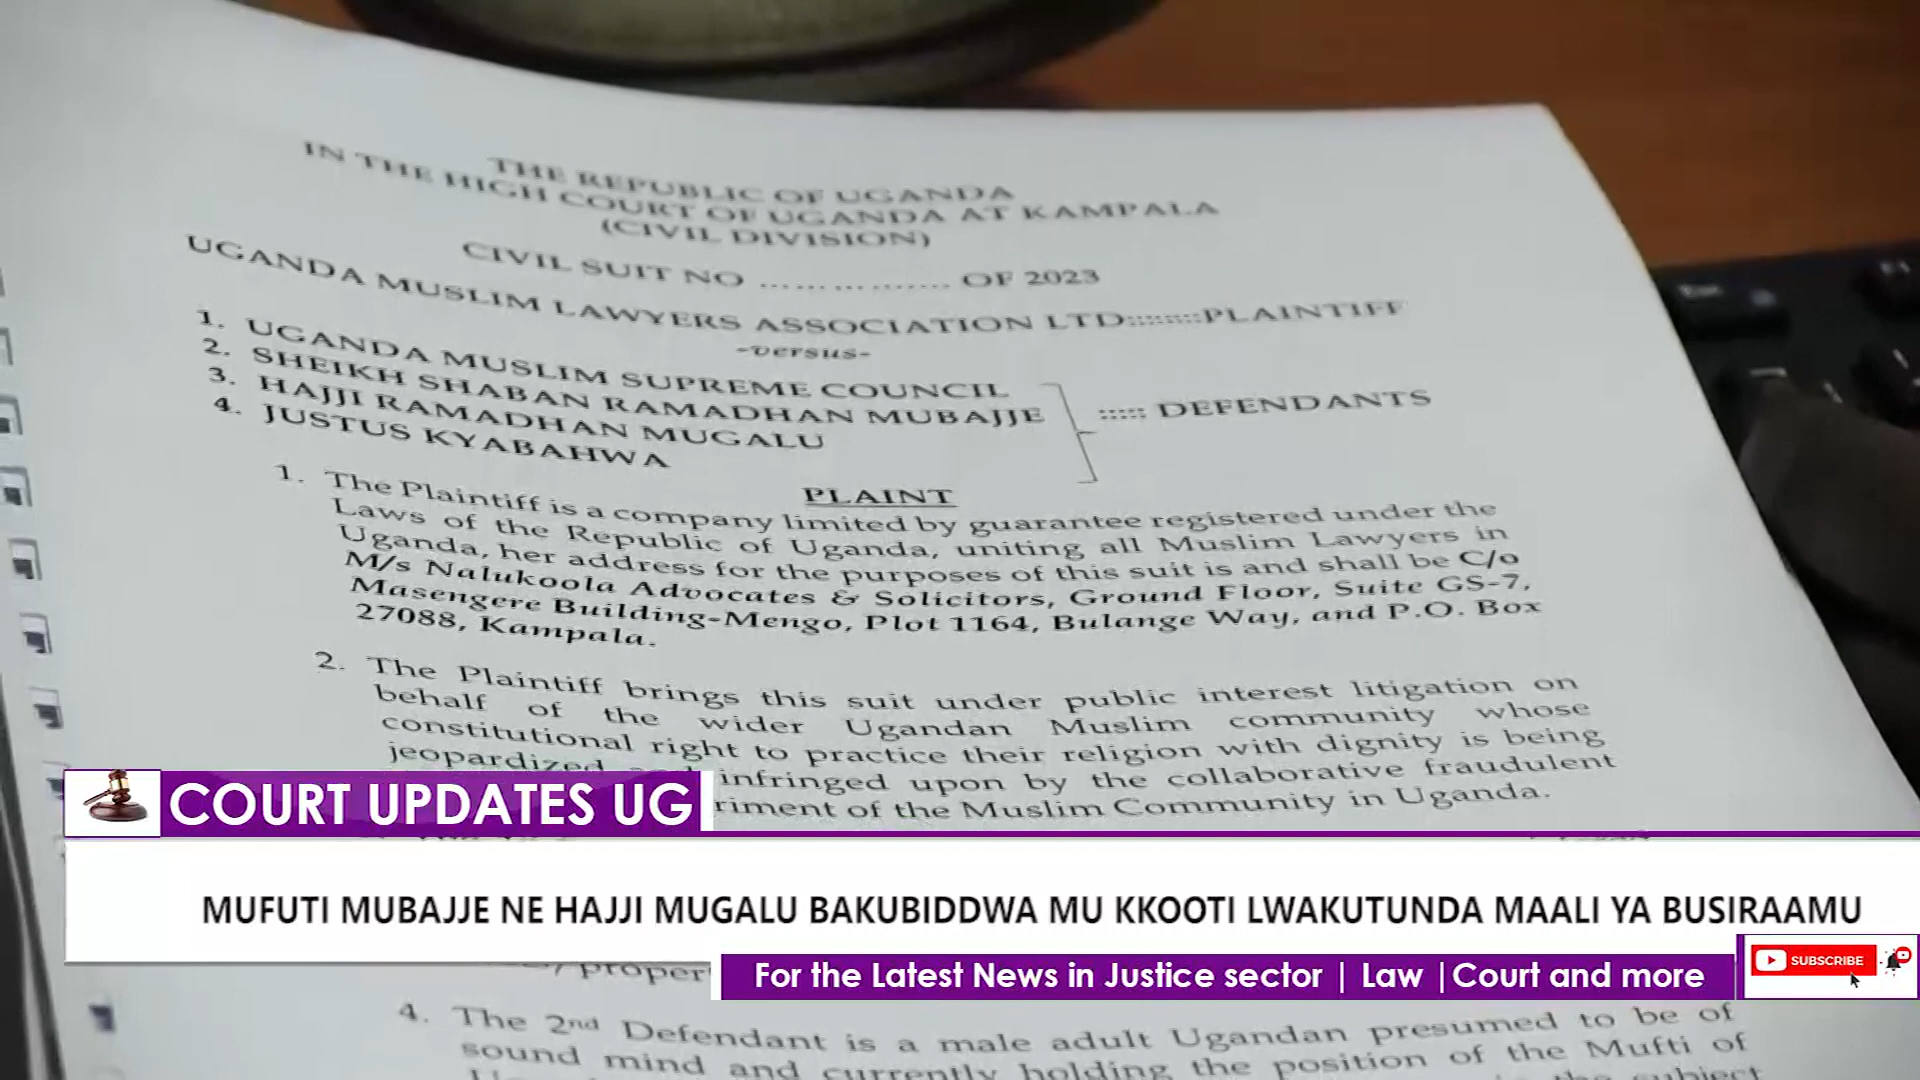 THE REPUBLIC OF UGANDA
IN THE HIGH COURT OF UGANDA AT KAMPALA
(CIVIL DIVISION)
CIVIL SUIT NO ................. OF 2023
UGANDA MUSLIM LAWYERS ASSOCIATION LTD::::::::PLAINTIFF
-versus-
1. UGANDA MUSLIM SUPREME COUNCIL
2. SHEIKH SHABAN RAMADHAN MUBAJJE
3. HAJJI RAMADHAN MUGALU
4. JUSTUS KYABAHWA
::::: DEFENDANTS
PLAINT
1. The Plaintiff is a company limited by guarantee registered under the
Laws of the Republic of Uganda, uniting all Muslim Lawyers in
Uganda, her address for the purposes of this suit is and shall be C/o
M/s Nalukoola Advocates & Solicitors, Ground Floor, Suite GS-7,
Masengere Building-Mengo, Plot 1164, Bulange Way, and P.O. Box
27088, Kampala.
2. The Plaintiff brings this suit under public interest litigation on
behalf of the wider Ugandan Muslim community whose
constitutional right to practice their religion with dignity is being
jeopardized and infringed upon by the collaborative fraudulent
riment of the Muslim Community in Uganda.
COURT UPDATES UG
MUFUTI MUBAJJE NE HAJJI MUGALU BAKUBIDDWA MU KKOOTI LWAKUTUNDA MAALI YA BUSIRAAMU
For the Latest News in Justice sector | Law |Court and more
SUBSCRIBE
4. The 2nd Defendant is a male adult Ugandan presumed to be of
sound mind and currently holding the position of the Mufti of
subject
Esc
F1